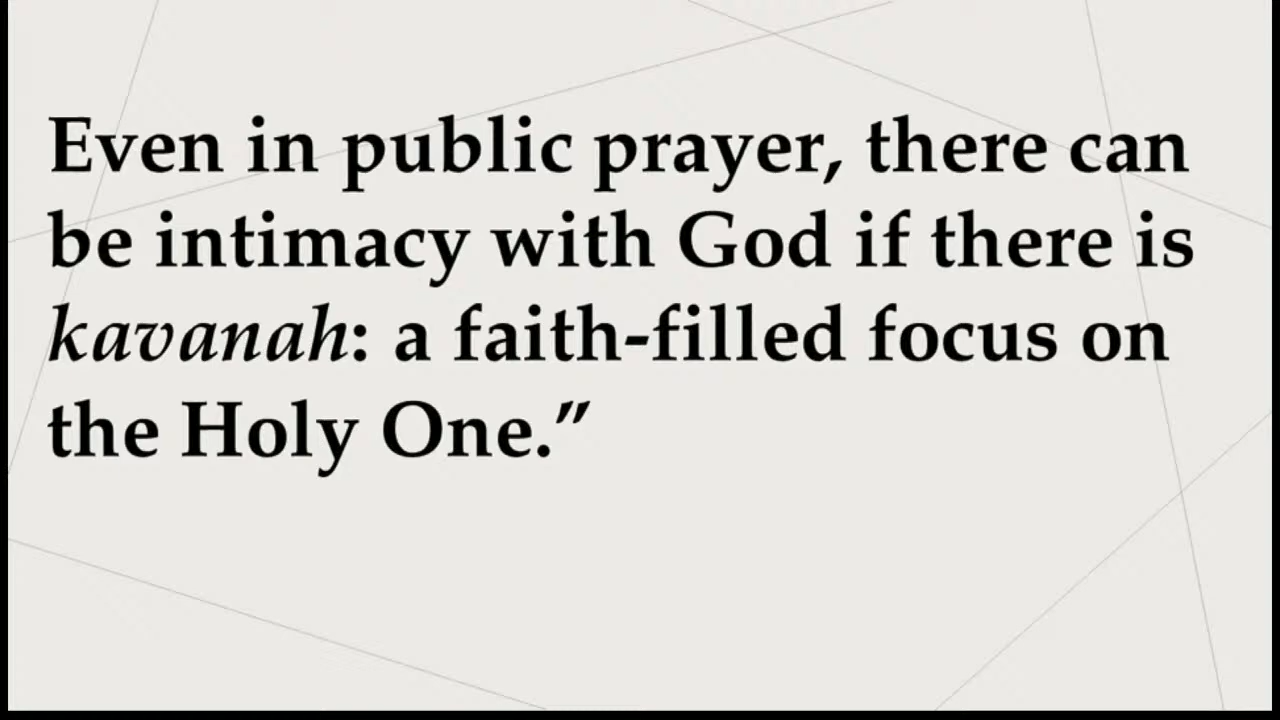 Even in public prayer, there can
be intimacy with God if there is
kavanah: a faith-filled focus on
the Holy One.”